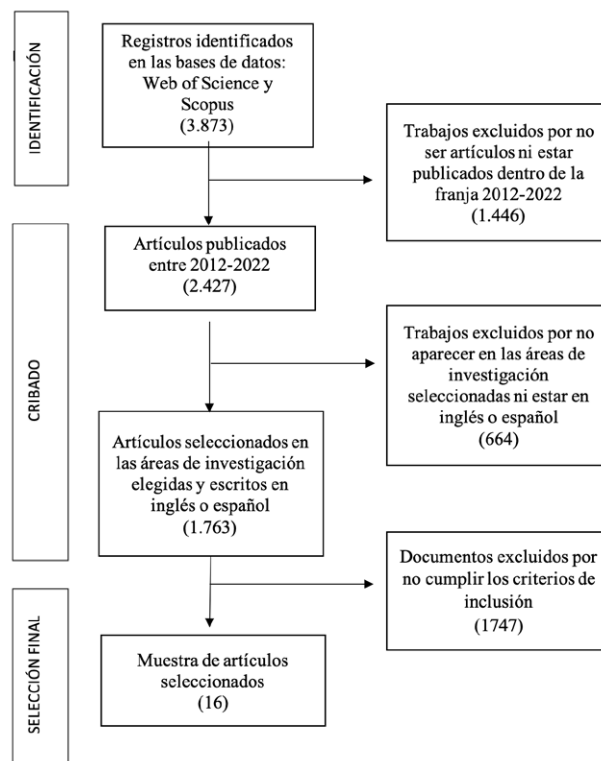 IDENTIFICACIÓN
Registros identificados
en las bases de datos:
Web of Science y
Scopus
(3.873)
Trabajos excluidos por no
ser artículos ni estar
publicados dentro de la
franja 2012-2022
(1.446)
CRIBADO
Artículos publicados
entre 2012-2022
(2.427)
Trabajos excluidos por no
aparecer en las áreas de
investigación
seleccionadas ni estar en
inglés o español
(664)
Artículos seleccionados en
las áreas de investigación
elegidas y escritos en
inglés o español
(1.763)
Documentos excluidos por
no cumplir los criterios de
inclusión
(1747)
SELECCIÓN FINAL
Muestra de artículos
seleccionados
(16)